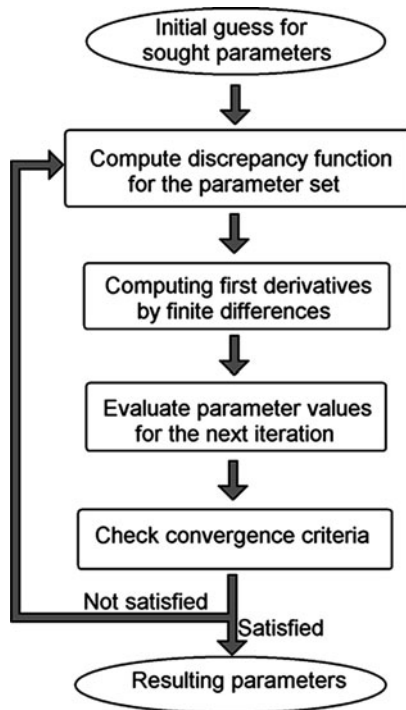 Initial guess for
sought parameters
Compute discrepancy function
for the parameter set
Computing first derivatives
by finite differences
Evaluate parameter values
for the next iteration
Check convergence criteria
Not satisfied
Satisfied
Resulting parameters